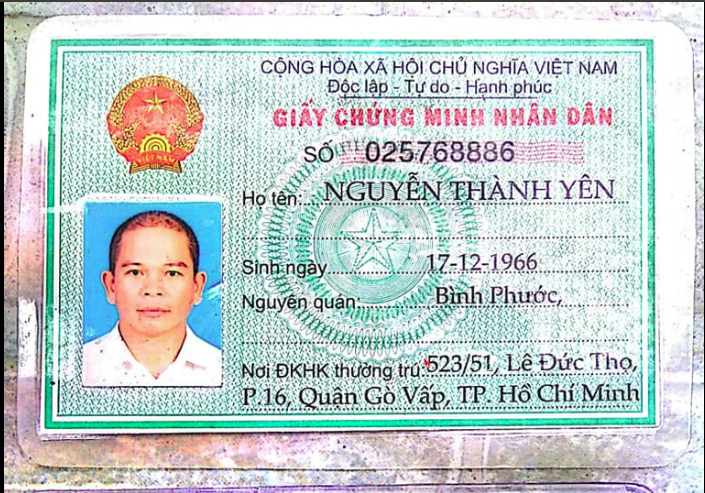 CỘNG HÒA XÃ HỘI CHỦ NGHĨA VIỆT NAM
Độc lập - Tự do - Hạnh phúc
GIẤY CHỨNG MINH NHÂN DÂN
SỐ 025768886
Họ tên: NGUYỄN THÀNH YÊN
Sinh ngày 17-12-1966
Nguyên quán: Bình Phước,
Nơi ĐKHK thường trú: 523/51, Lê Đức Thọ,
P.16, Quận Gò Vấp, TP. Hồ Chí Minh
VIỆT NAM